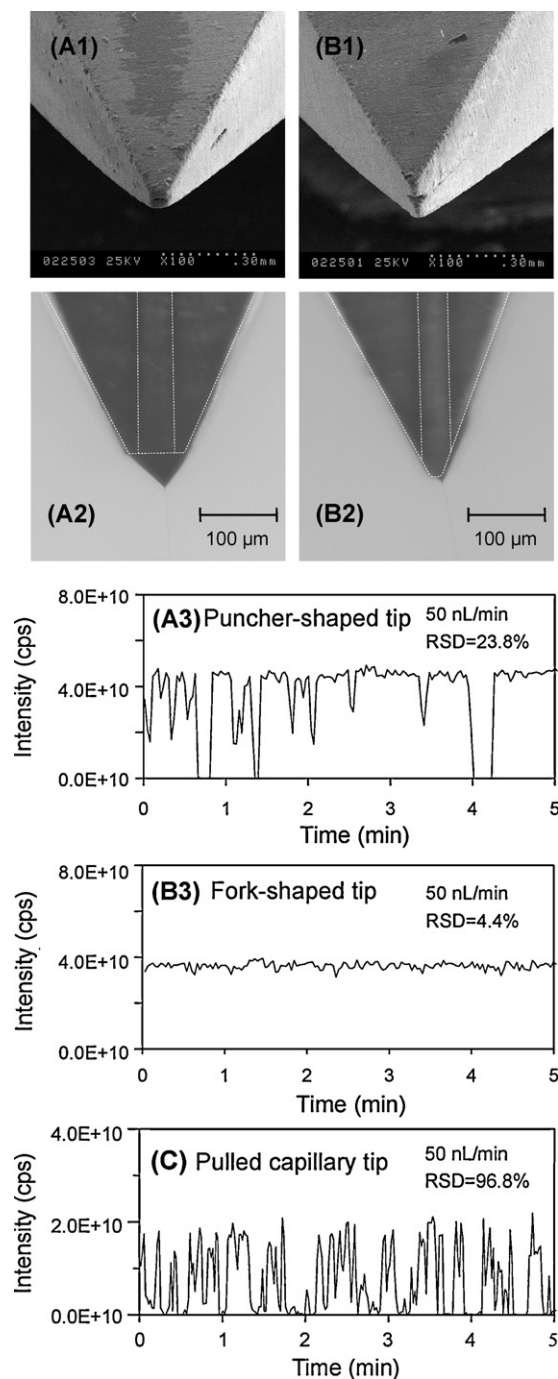 (A1)
022503 25KV X100 .30mm
(B1)
022501 25KV X100 .30mm
(A2)
100 µm
(B2)
100 µm
(A3) Puncher-shaped tip
50 nL/min
RSD=23.8%
Intensity (cps)
8.0E+10
4.0E+10
0.0E+10
0 1 2 3 4 5
Time (min)
(B3) Fork-shaped tip
50 nL/min
RSD=4.4%
Intensity (cps)
8.0E+10
4.0E+10
0.0E+10
0 1 2 3 4 5
Time (min)
(C) Pulled capillary tip
50 nL/min
RSD=96.8%
Intensity (cps)
4.0E+10
2.0E+10
0.0E+10
0 1 2 3 4 5
Time (min)